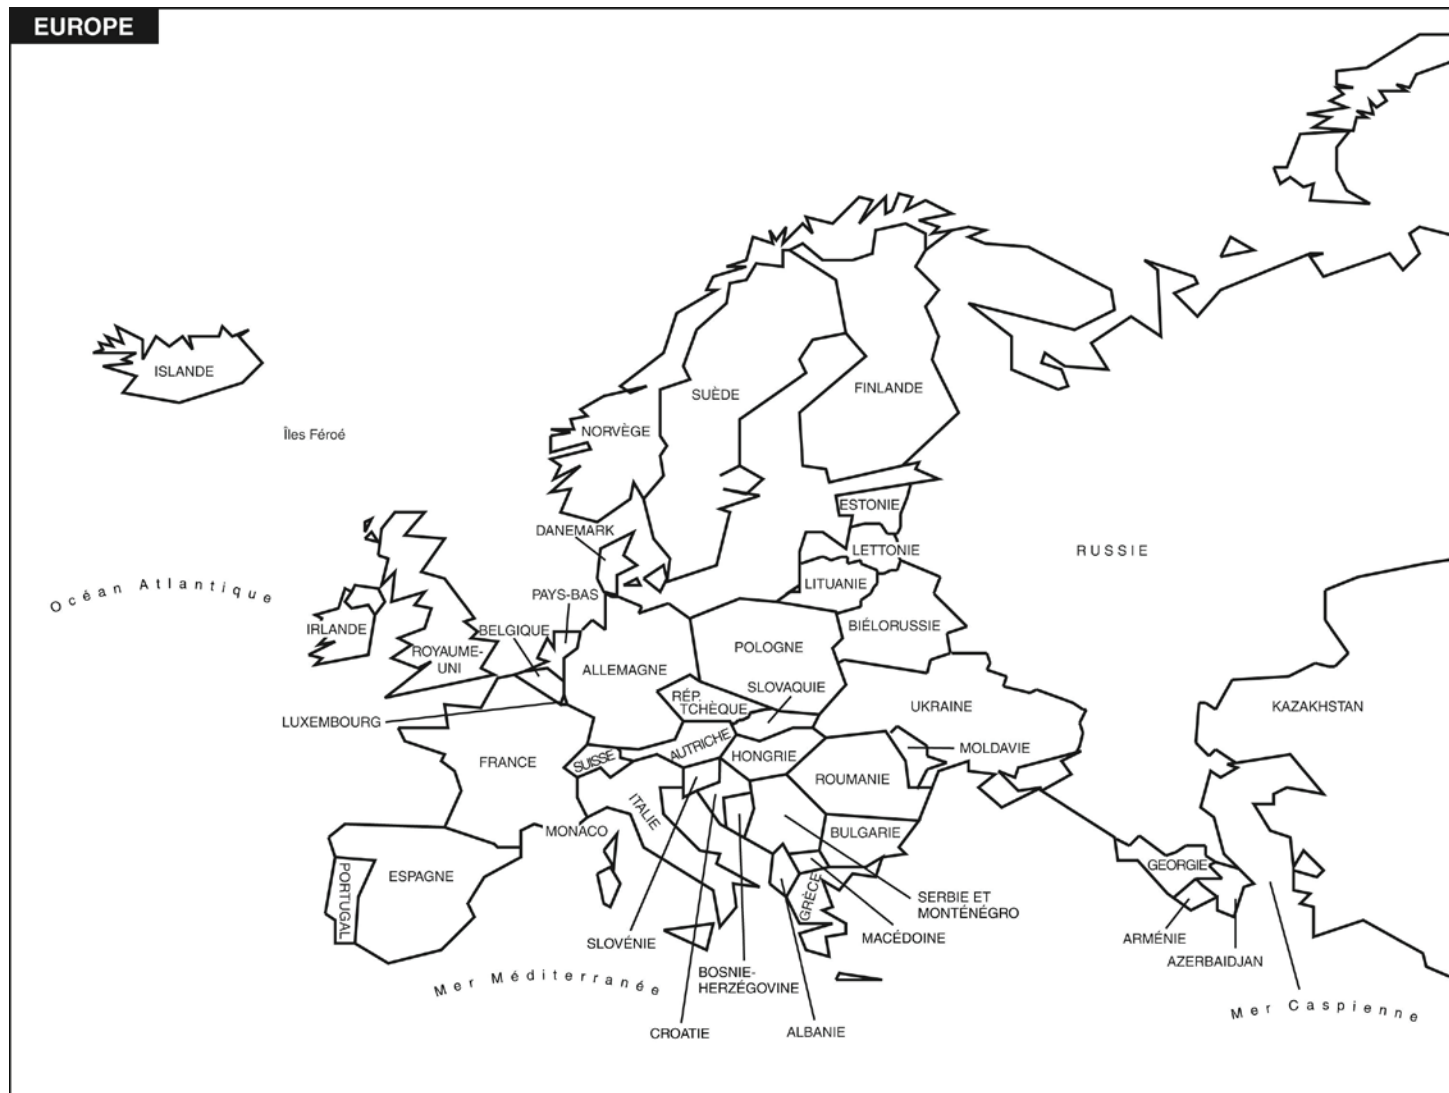 EUROPE
ISLANDE
SUÈDE
FINLANDE
Îles Féroé
NORVÈGE
ESTONIE
DANEMARK
LETTONIE
RUSSIE
Océan Atlantique
LITUANIE
PAYS-BAS
IRLANDE
BELGIQUE
BIÉLORUSSIE
ROYAUME-
UNI
POLOGNE
ALLEMAGNE
SLOVAQUIE
RÉP.
TCHÈQUE
UKRAINE
KAZAKHSTAN
LUXEMBOURG
AUTRICHE
MOLDAVIE
FRANCE
SUISSE
HONGRIE
ROUMANIE
ITALIE
MONACO
BULGARIE
GEORGIE
ESPAGNE
PORTUGAL
GRÈCE
SERBIE ET
MONTÉNÉGRO
SLOVÉNIE
MACÉDOINE
ARMÉNIE
AZERBAIDJAN
Mer Méditerranée
BOSNIE-
HERZÉGOVINE
Mer Caspienne
CROATIE
ALBANIE